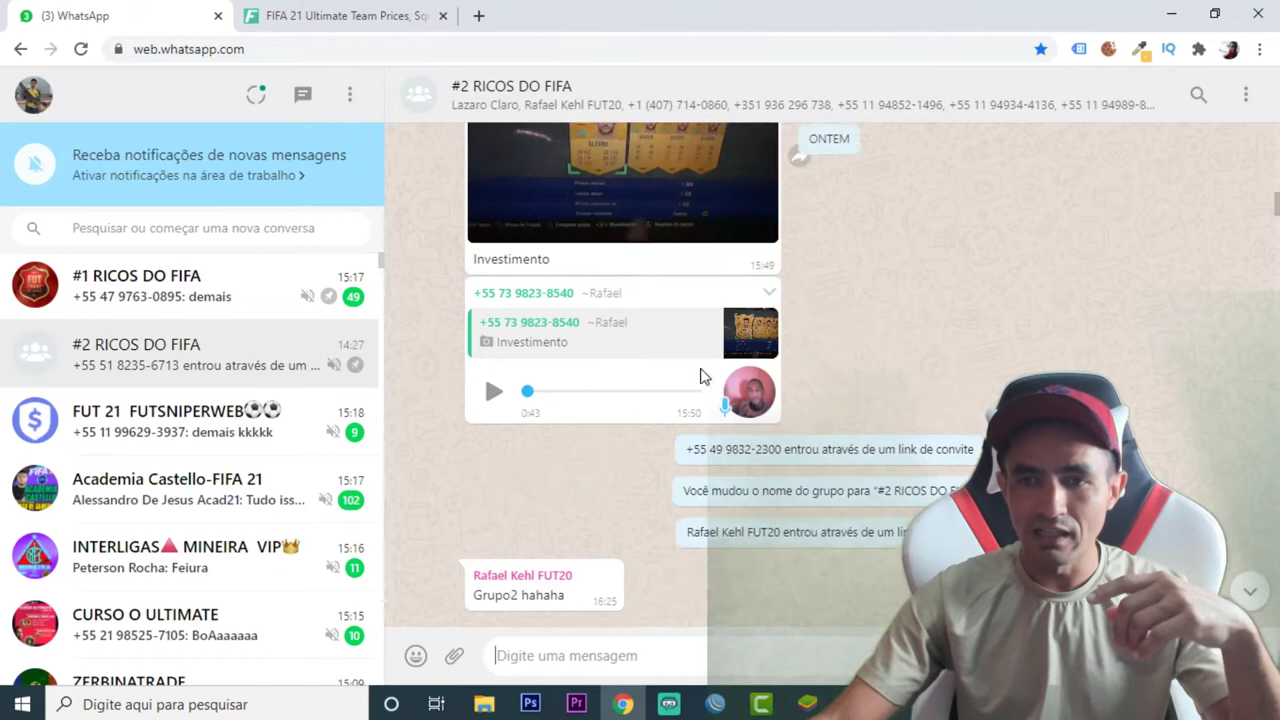 (3) WhatsApp
FIFA 21 Ultimate Team Prices, Sq
web.whatsapp.com
IQ
#2 RICOS DO FIFA
Lazaro Claro, Rafael Kehl FUT20, +1 (407) 714-0860, +351 936 296 738, +55 11 94852-1496, +55 11 94934-4136, +55 11 94989-8...
Receba notificações de novas mensagens
Ativar notificações na área de trabalho >
Pesquisar ou começar uma nova conversa
#1 RICOS DO FIFA 15:17
+55 47 9763-0895: demais 49
#2 RICOS DO FIFA 14:27
+55 51 8235-6713 entrou através de um ...
FUT 21 FUTSNIPERWEB⚽⚽ 15:18
+55 11 99629-3937: demais kkkkk 9
Academia Castello-FIFA 21 15:17
Alessandro De Jesus Acad21: Tudo iss... 102
INTERLIGAS🔺 MINEIRA VIP👑 15:16
Peterson Rocha: Feiura 11
CURSO O ULTIMATE 15:15
+55 21 98525-7105: BoAaaaaa 10
ZERBINATRADE 15:09
ONTEM
Investimento
15:49
+55 73 9823-8540 ~Rafael
+55 73 9823-8540 ~Rafael
Investimento
0:43 15:50
+55 49 9832-2300 entrou através de um link de convite
Você mudou o nome do grupo para "#2 RICOS DO
Rafael Kehl FUT20 entrou através de um
Rafael Kehl FUT20
Grupo2 hahaha 16:25
Digite uma mensagem
Digite aqui para pesquisar
Ps
Pr